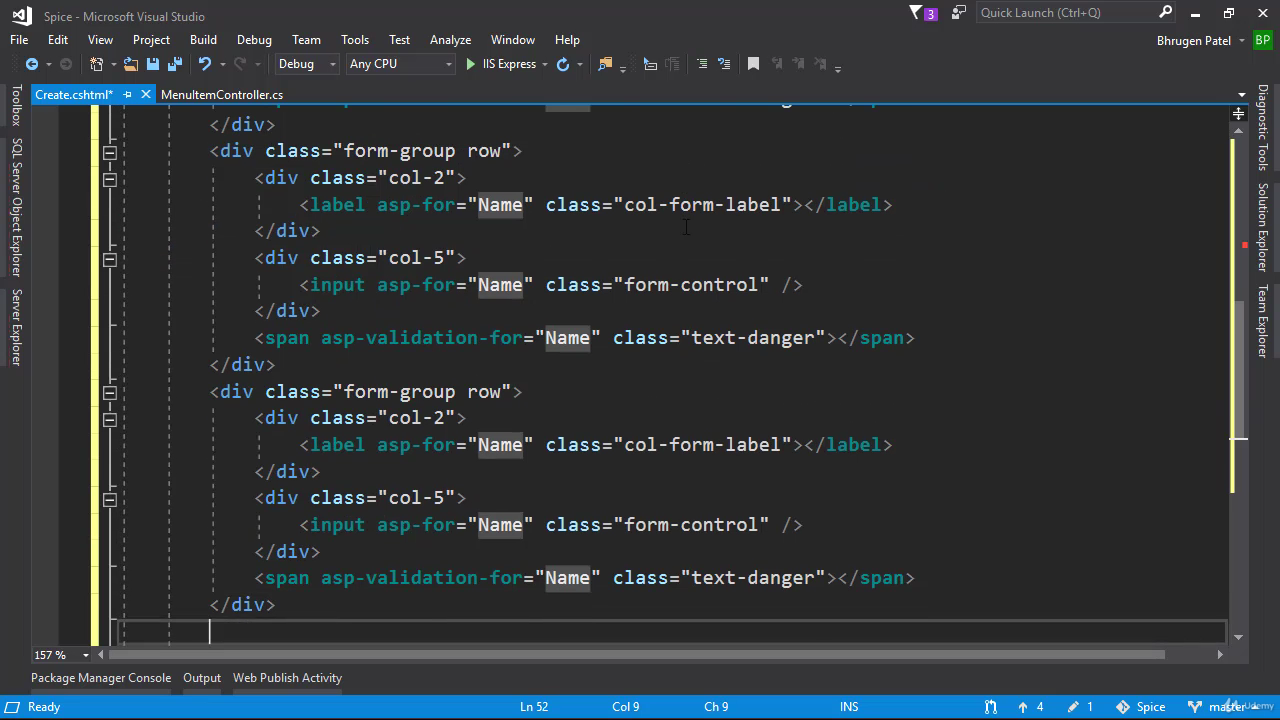 Spice - Microsoft Visual Studio
3
Quick Launch (Ctrl+Q)
File Edit View Project Build Debug Team Tools Test Analyze Window Help
Bhrugen Patel BP
Debug Any CPU IIS Express
Create.cshtml* MenuItemController.cs
</div>
<div class="form-group row">
<div class="col-2">
<label asp-for="Name" class="col-form-label"></label>
</div>
<div class="col-5">
<input asp-for="Name" class="form-control" />
</div>
<span asp-validation-for="Name" class="text-danger"></span>
</div>
<div class="form-group row">
<div class="col-2">
<label asp-for="Name" class="col-form-label"></label>
</div>
<div class="col-5">
<input asp-for="Name" class="form-control" />
</div>
<span asp-validation-for="Name" class="text-danger"></span>
</div>
Toolbox
SQL Server Object Explorer
Server Explorer
Diagnostic Tools
Solution Explorer
Team Explorer
157 %
Package Manager Console Output Web Publish Activity
Ready Ln 52 Col 9 Ch 9 INS 4 1 Spice master
Udemy